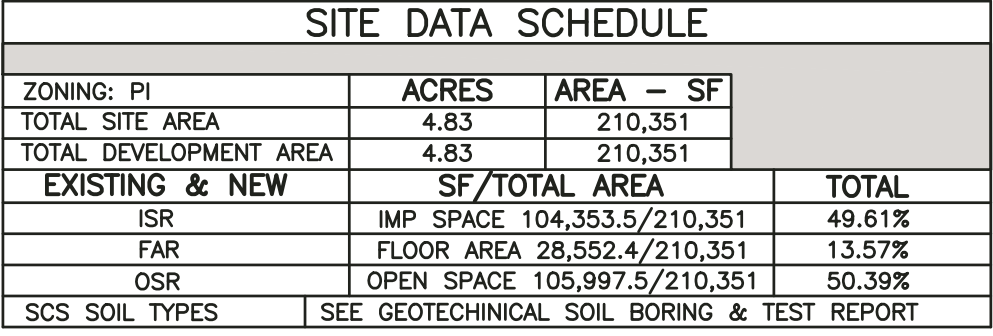 SITE DATA SCHEDULE
ZONING: PI ACRES AREA - SF
TOTAL SITE AREA 4.83 210,351
TOTAL DEVELOPMENT AREA 4.83 210,351
EXISTING & NEW SF/TOTAL AREA TOTAL
ISR IMP SPACE 104,353.5/210,351 49.61%
FAR FLOOR AREA 28,552.4/210,351 13.57%
OSR OPEN SPACE 105,997.5/210,351 50.39%
SCS SOIL TYPES SEE GEOTECHINICAL SOIL BORING & TEST REPORT